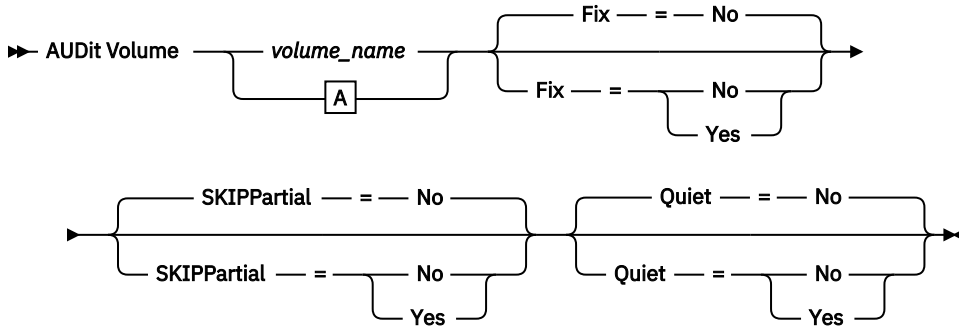 Fix = No
AUDit Volume volume_name
A
Fix = No
Yes
SKIPPartial = No
Quiet = No
SKIPPartial = No
Yes
Quiet = No
Yes